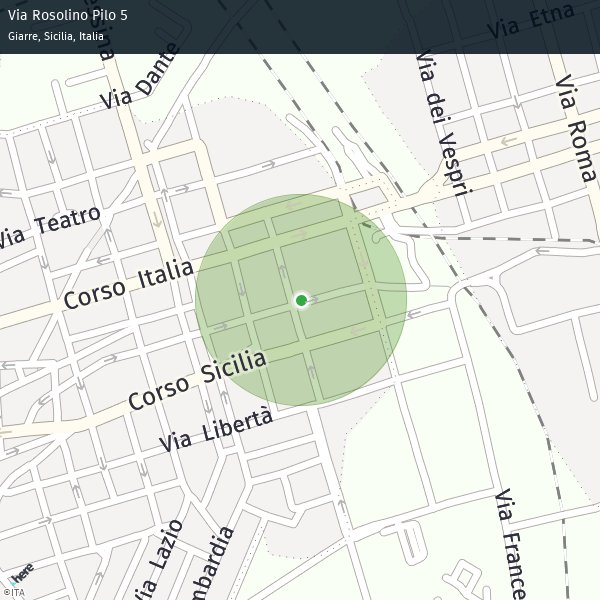 Via Rosolino Pilo 5
Giarre, Sicilia, Italia
Via Etna
Via Dante
Via dei Vespri
Via Roma
Via Teatro
Corso Italia
Corso Sicilia
Via Libertà
Via Lazio
Via France
here
©ITA